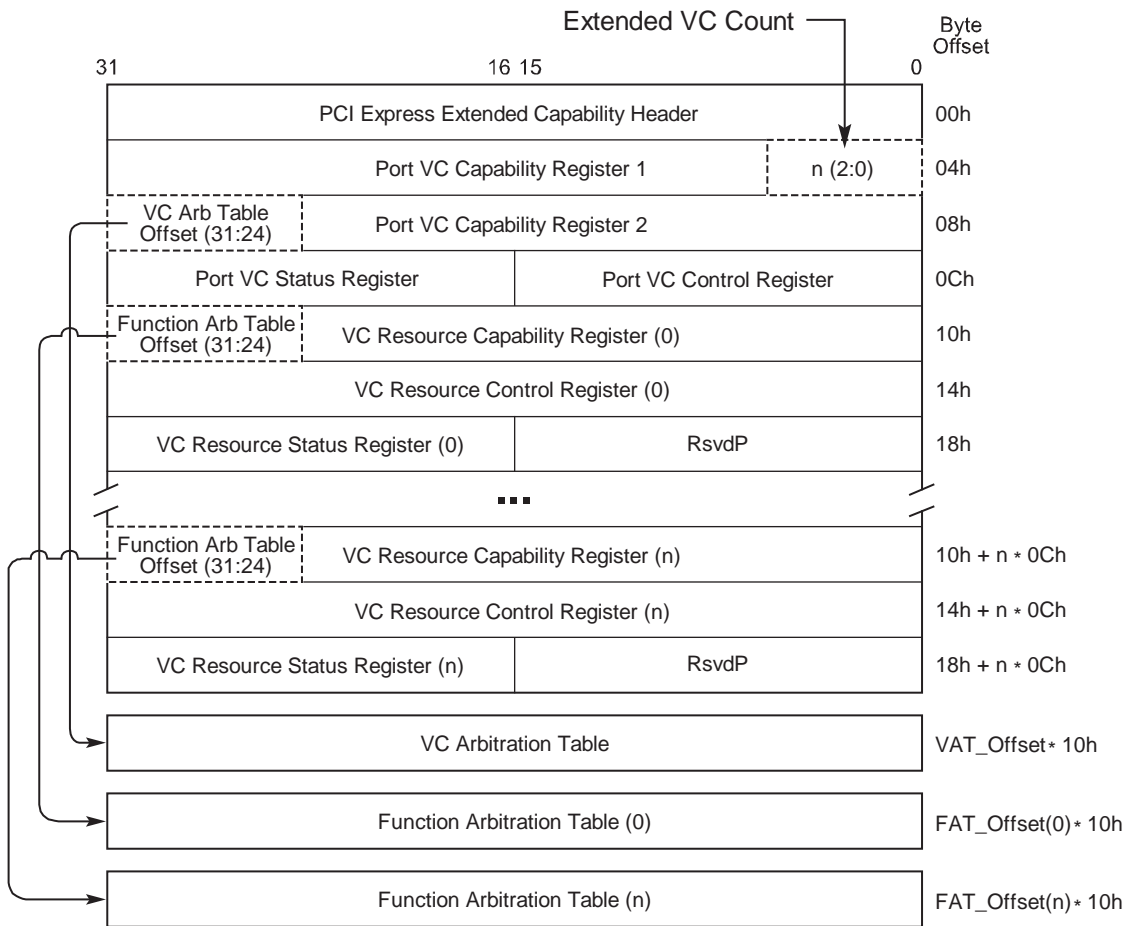 Extended VC Count
Byte
Offset
31
16 15
0
PCI Express Extended Capability Header
00h
Port VC Capability Register 1
n (2:0)
04h
VC Arb Table
Offset (31:24)
Port VC Capability Register 2
08h
Port VC Status Register
Port VC Control Register
0Ch
Function Arb Table
Offset (31:24)
VC Resource Capability Register (0)
10h
VC Resource Control Register (0)
14h
VC Resource Status Register (0)
RsvdP
18h
...
Function Arb Table
Offset (31:24)
VC Resource Capability Register (n)
10h + n * 0Ch
VC Resource Control Register (n)
14h + n * 0Ch
VC Resource Status Register (n)
RsvdP
18h + n * 0Ch
VC Arbitration Table
VAT_Offset* 10h
Function Arbitration Table (0)
FAT_Offset(0)* 10h
Function Arbitration Table (n)
FAT_Offset(n)* 10h